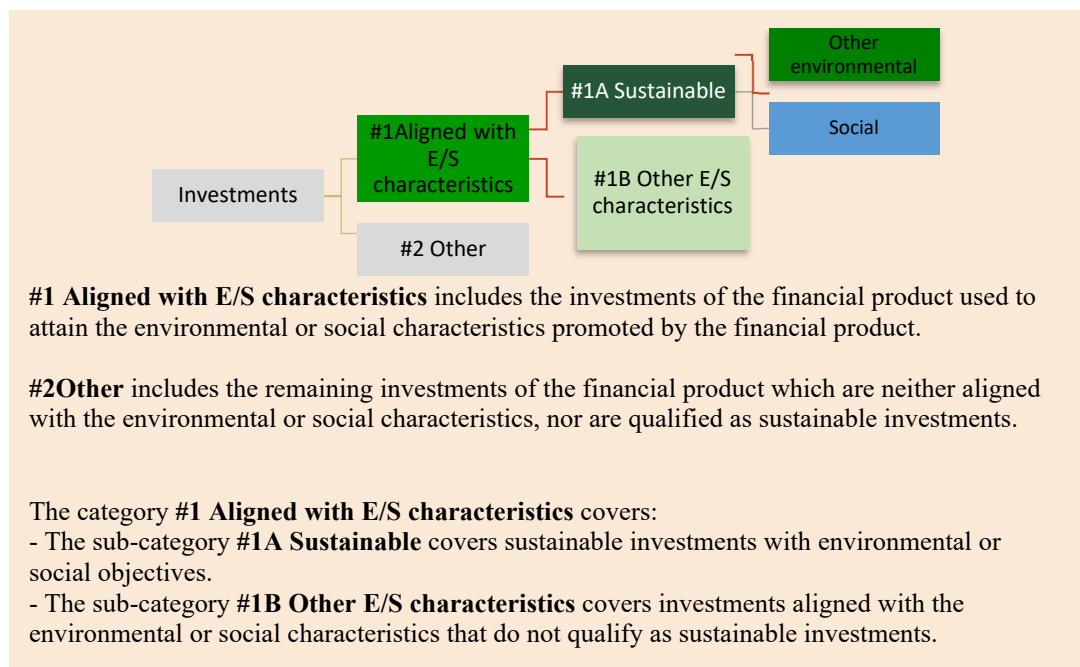 Other
environmental
#1A Sustainable
#1Aligned with
E/S
characteristics
Social
Investments
#1B Other E/S
characteristics
#2 Other
#1 Aligned with E/S characteristics includes the investments of the financial product used to
attain the environmental or social characteristics promoted by the financial product.
#2Other includes the remaining investments of the financial product which are neither aligned
with the environmental or social characteristics, nor are qualified as sustainable investments.
The category #1 Aligned with E/S characteristics covers:
- The sub-category #1A Sustainable covers sustainable investments with environmental or
social objectives.
- The sub-category #1B Other E/S characteristics covers investments aligned with the
environmental or social characteristics that do not qualify as sustainable investments.